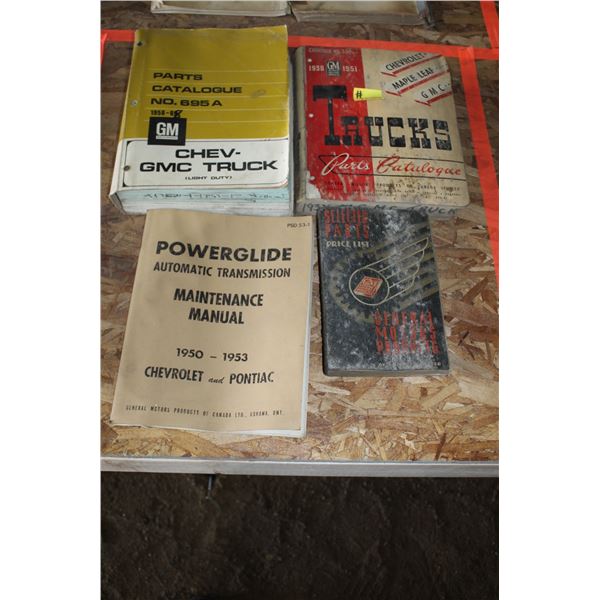 PARTS
CATALOGUE
NO. 695A
GM
CHEV-
GMC TRUCK
(LIGHT DUTY)
1938 GM 1951
CHEVROLET
MAPLE LEAF
G M C
TRUCKS
Parts Catalogue
TRUCK
PSD 53-1
POWERGLIDE
AUTOMATIC TRANSMISSION
MAINTENANCE
MANUAL
1950 – 1953
CHEVROLET and PONTIAC
GENERAL MOTORS PRODUCTS OF CANADA LTD., OSHAWA, ONT.
PARTS
PRICE LIST
GENERAL
MOTORS